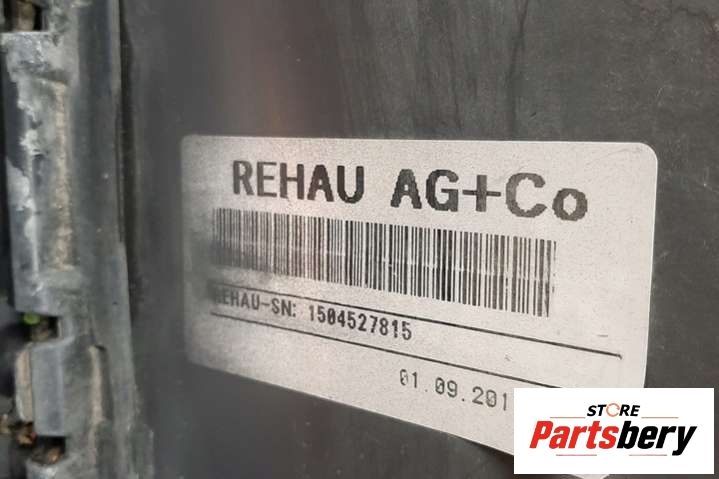 REHAU AG+Co
REHAU-SN: 1504527815
01.09.201
STORE
Partsbery